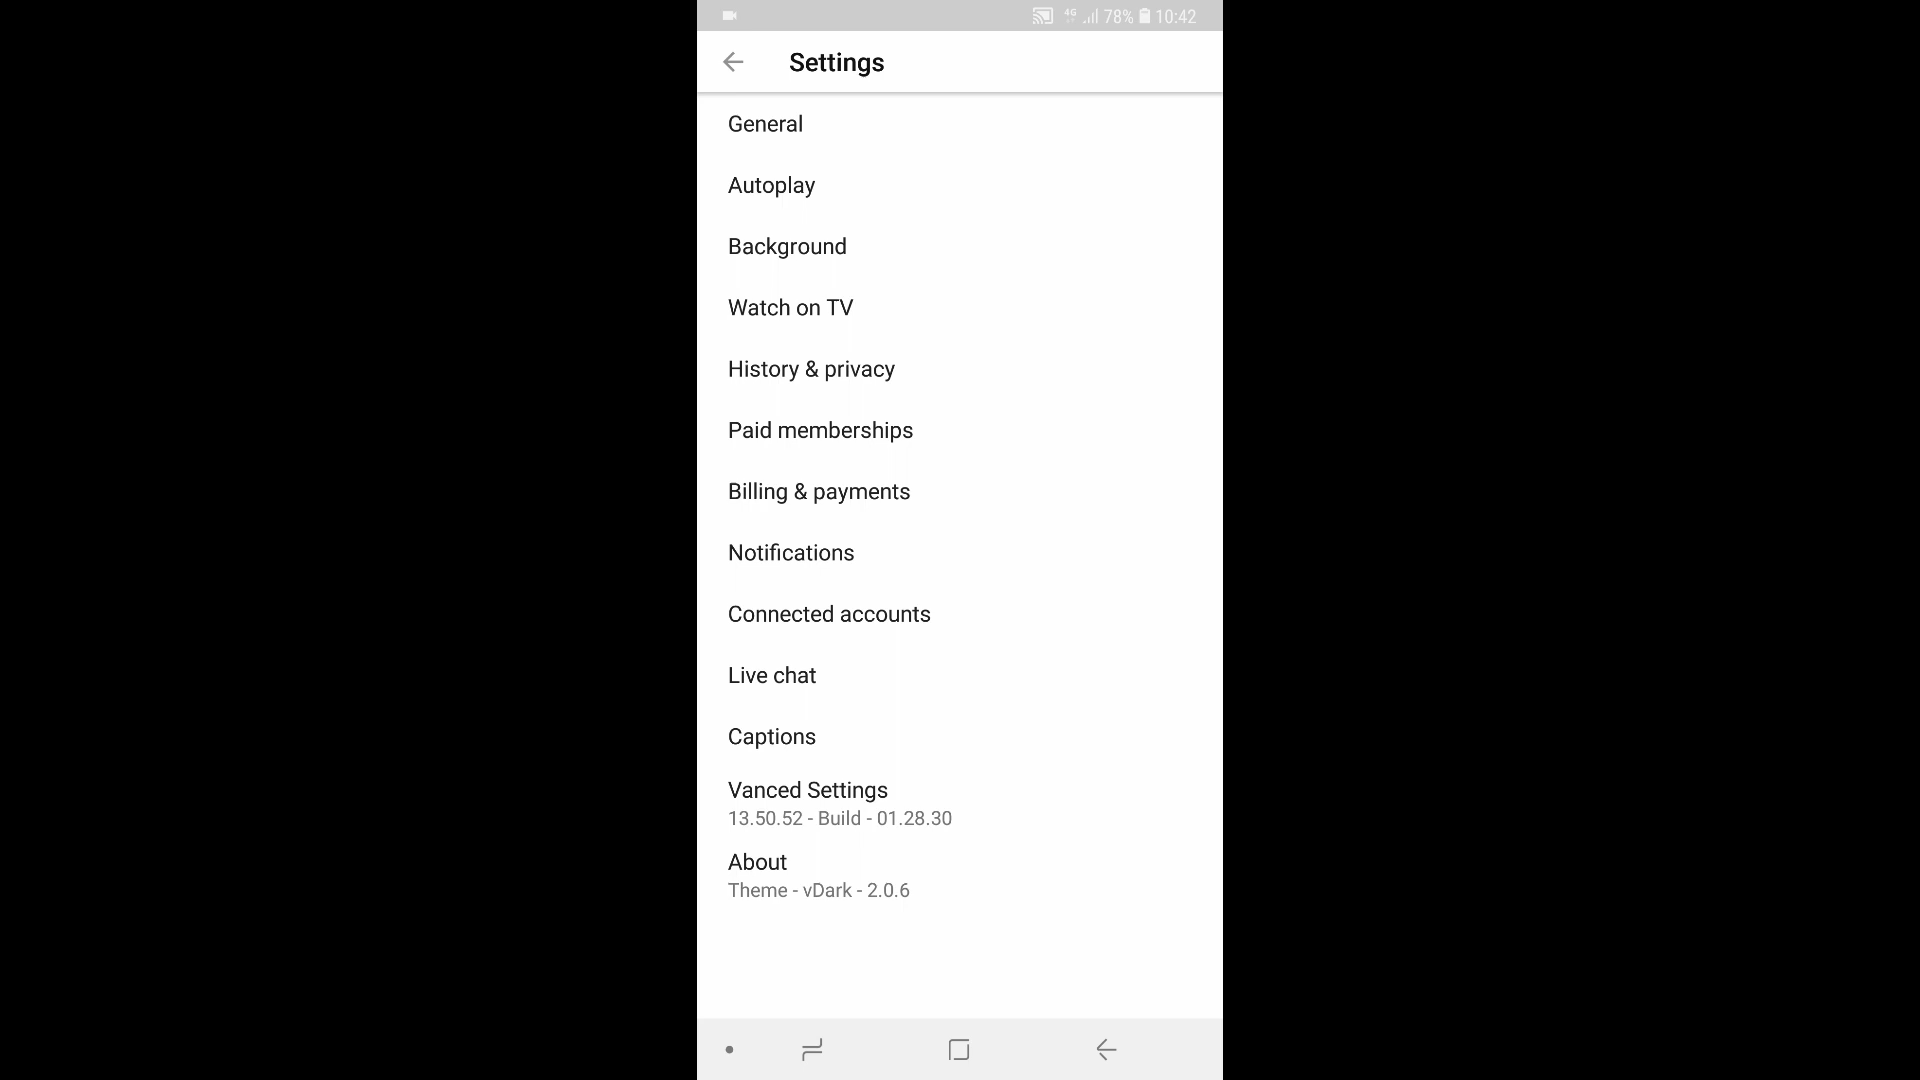 4G 78% 10:42
Settings
General
Autoplay
Background
Watch on TV
History & privacy
Paid memberships
Billing & payments
Notifications
Connected accounts
Live chat
Captions
Vanced Settings
13.50.52 - Build - 01.28.30
About
Theme - vDark - 2.0.6